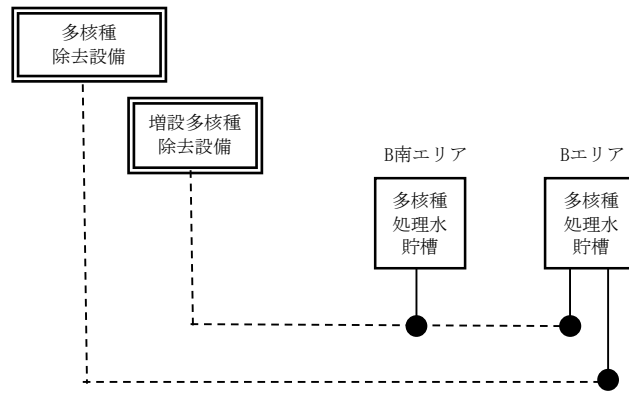 多核種
除去設備
増設多核種
除去設備
B南エリア
多核種
処理水
貯槽
Bエリア
多核種
処理水
貯槽